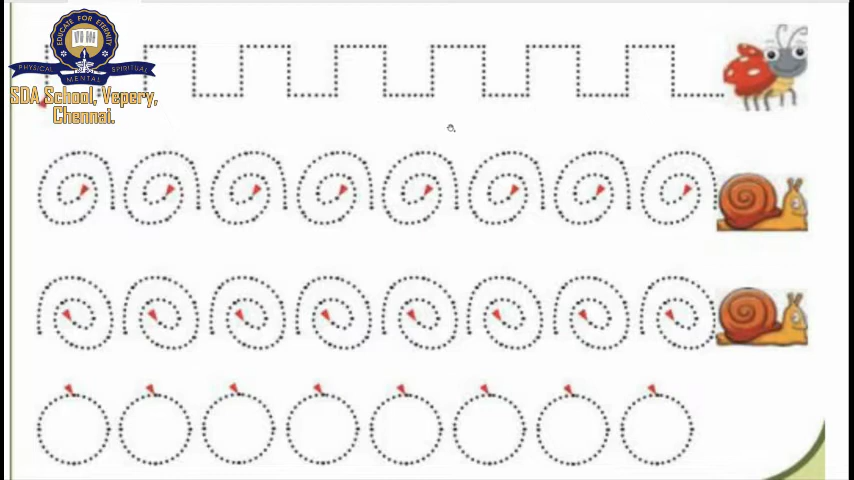 EDUCATE FOR ETERNITY
PHYSICAL MENTAL SPIRITUAL
SDA School, Vepery,
Chennai.